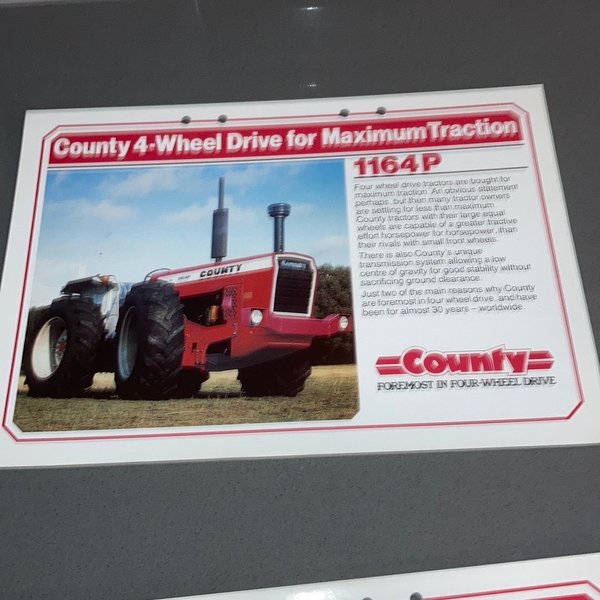 County 4-Wheel Drive for Maximum Traction
1164P
Four wheel drive tractors are bought for
maximum traction. An obvious statement
perhaps, but then many tractor owners
are settling for less than maximum.
County tractors with their large equal
wheels are capable of a greater tractive
effort horsepower for horsepower, than
their rivals with small front wheels.
There is also County's unique
transmission system allowing a low
centre of gravity for good stability without
sacrificing ground clearance.
Just two of the main reasons why County
are foremost in four wheel drive, and have
been for almost 30 years – worldwide.
COUNTY
County
FOREMOST IN FOUR-WHEEL DRIVE